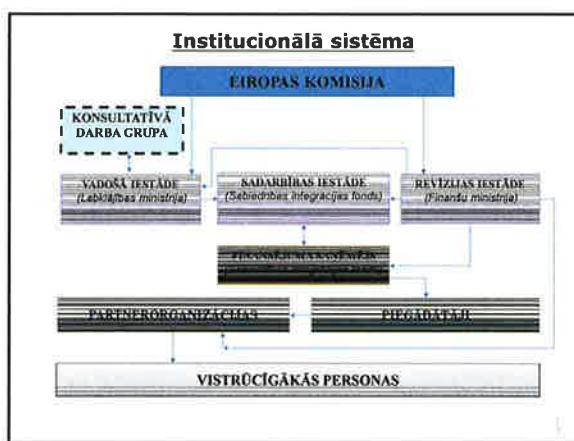 Institucionālā sistēma
EIROPAS KOMISIJA
KONSULTATĪVĀ
DARBA GRUPA
VADOŠĀ IESTĀDE
(Labklājības ministrija)
SADARBĪBAS IESTĀDE
(Sabiedrības integrācijas fonds)
REVĪZIJAS IESTĀDE
(Finanšu ministrija)
PARTNERORGANIZĀCIJAS
PIEGĀDĀTĀJI
VISTRŪCĪGĀKĀS PERSONAS